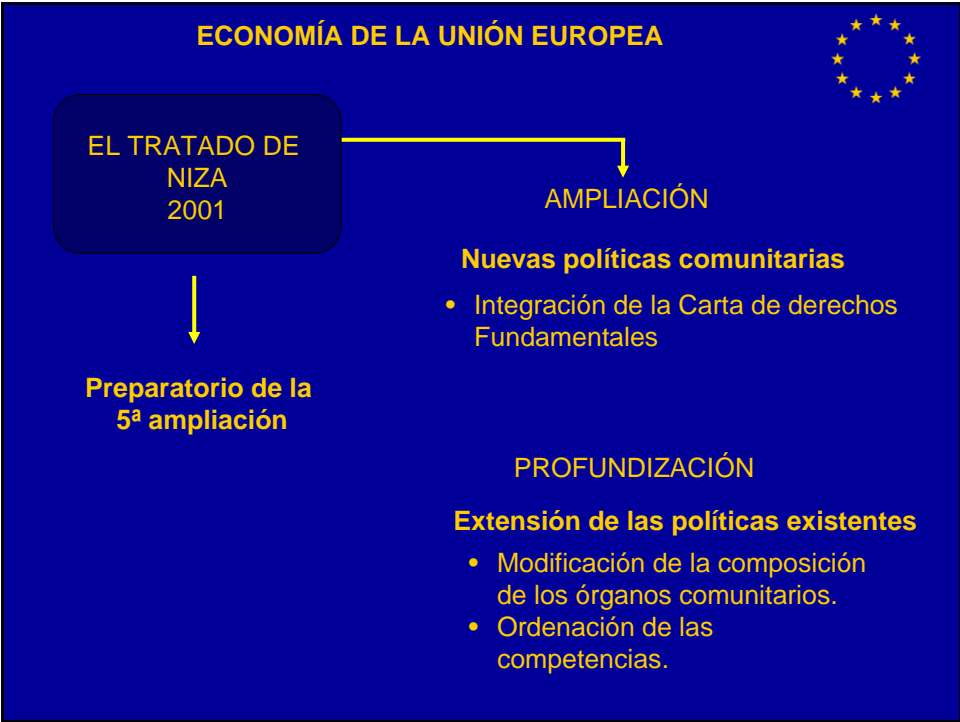 ECONOMÍA DE LA UNIÓN EUROPEA
EL TRATADO DE
NIZA
2001
AMPLIACIÓN
Nuevas políticas comunitarias
• Integración de la Carta de derechos
Fundamentales
Preparatorio de la
5ª ampliación
PROFUNDIZACIÓN
Extensión de las políticas existentes
• Modificación de la composición
de los órganos comunitarios.
• Ordenación de las
competencias.